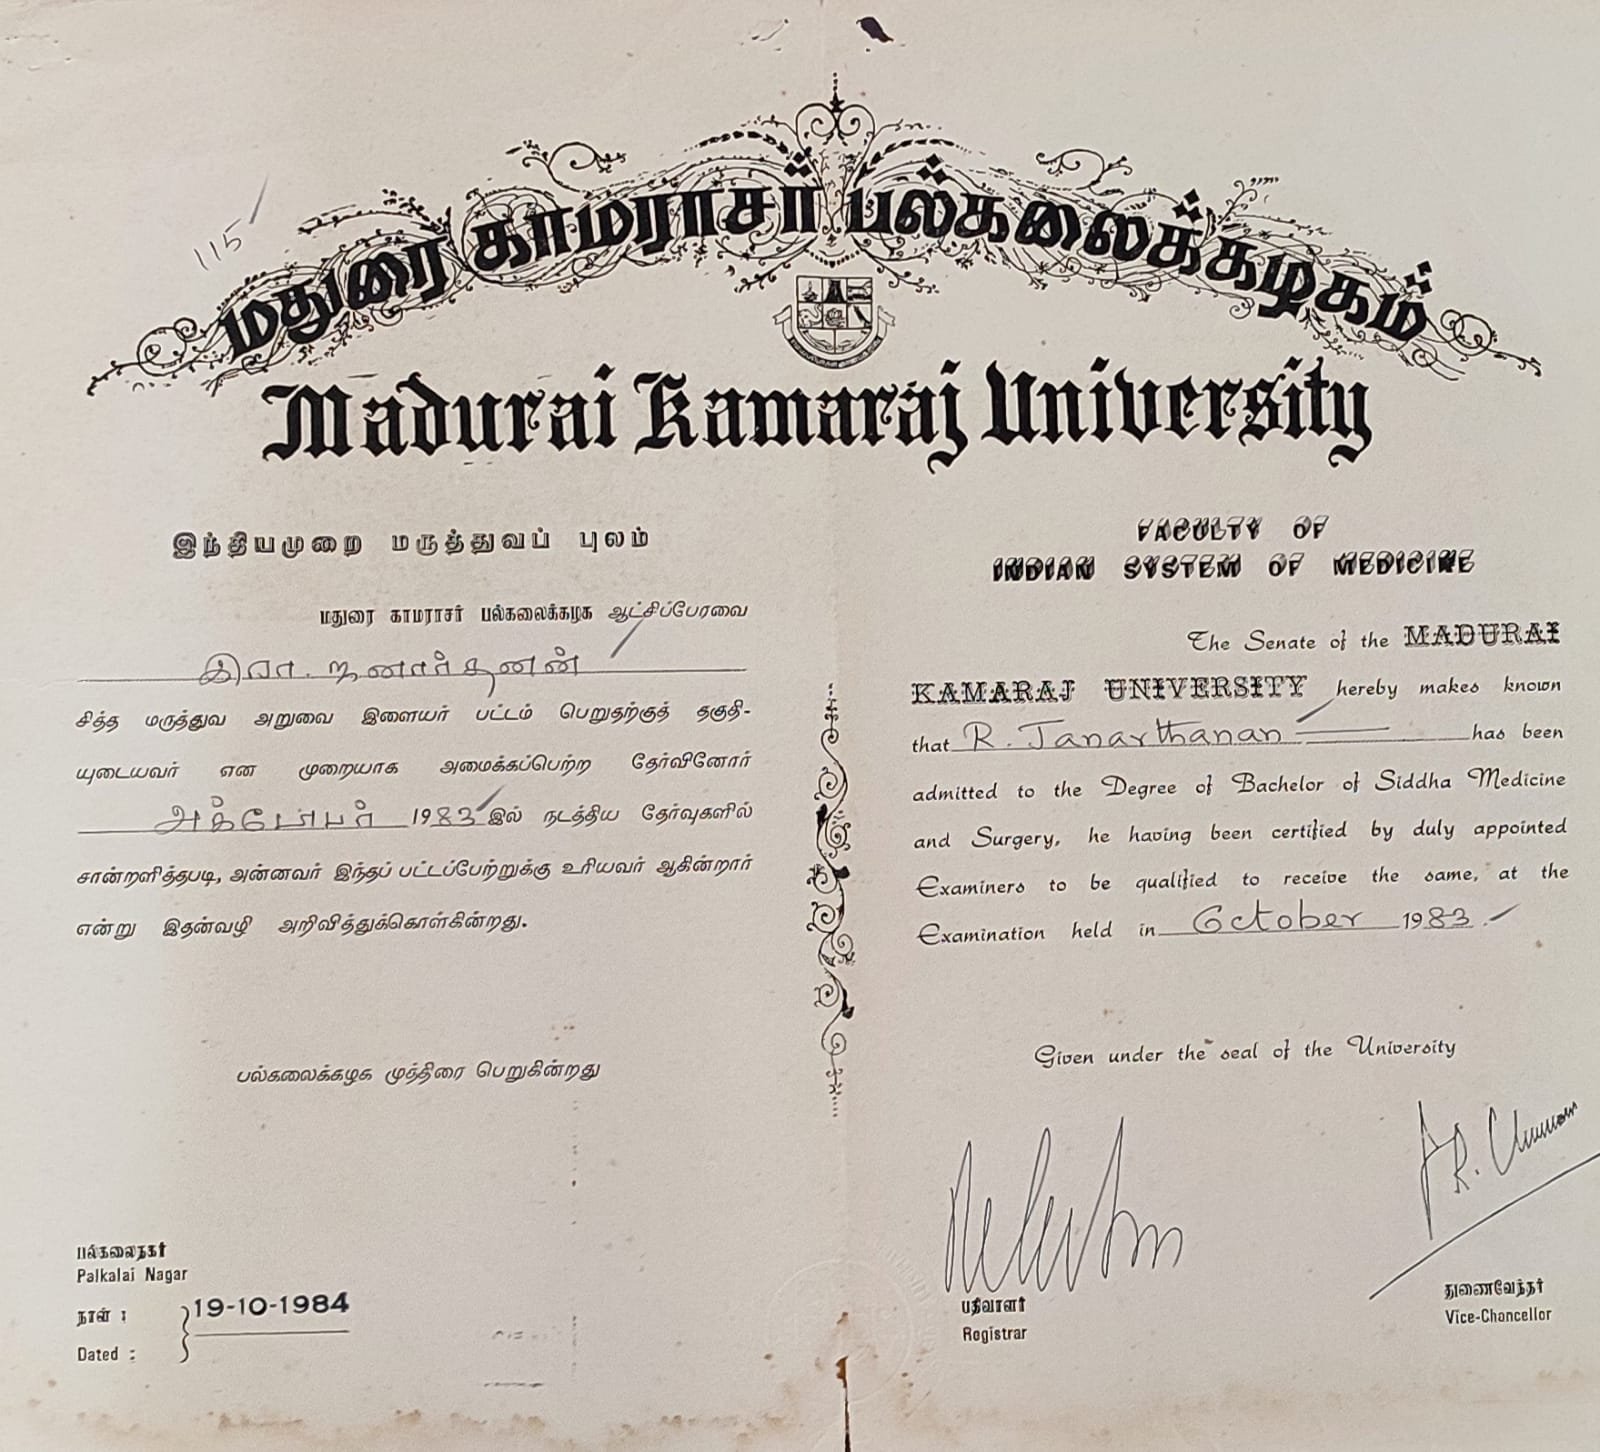 115
மதுரை காமராசர் பல்கலைக்கழகம்
Madurai Kamaraj University
இந்தியமுறை மருத்துவப் புலம்
மதுரை காமராசர் பல்கலைக்கழக ஆட்சிப்பேரவை
இரா. ஜனார்தனன்
சித்த மருத்துவ அறுவை இளையர் பட்டம் பெறுதற்குத் தகுதி-
யுடையவர் என முறையாக அமைக்கப்பெற்ற தேர்வினோர்
அக்டோபர் 1983 இல் நடத்திய தேர்வுகளில்
சான்றளித்தபடி, அன்னவர் இந்தப் பட்டப்பேற்றுக்கு உரியவர் ஆகின்றார்
என்று இதன்வழி அறிவித்துக்கொள்கின்றது.
பல்கலைக்கழக முத்திரை பெறுகின்றது
பல்கலைநகர்
Palkalai Nagar
நாள் :
19-10-1984
Dated :
FACULTY OF
INDIAN SYSTEM OF MEDICINE
The Senate of the MADURAI
KAMARAJ UNIVERSITY hereby makes known
that R. Janarthanan has been
admitted to the Degree of Bachelor of Siddha Medicine
and Surgery, he having been certified by duly appointed
Examiners to be qualified to receive the same, at the
Examination held in October 1983.
Given under the seal of the University
பதிவாளர்
Registrar
துணைவேந்தர்
Vice-Chancellor